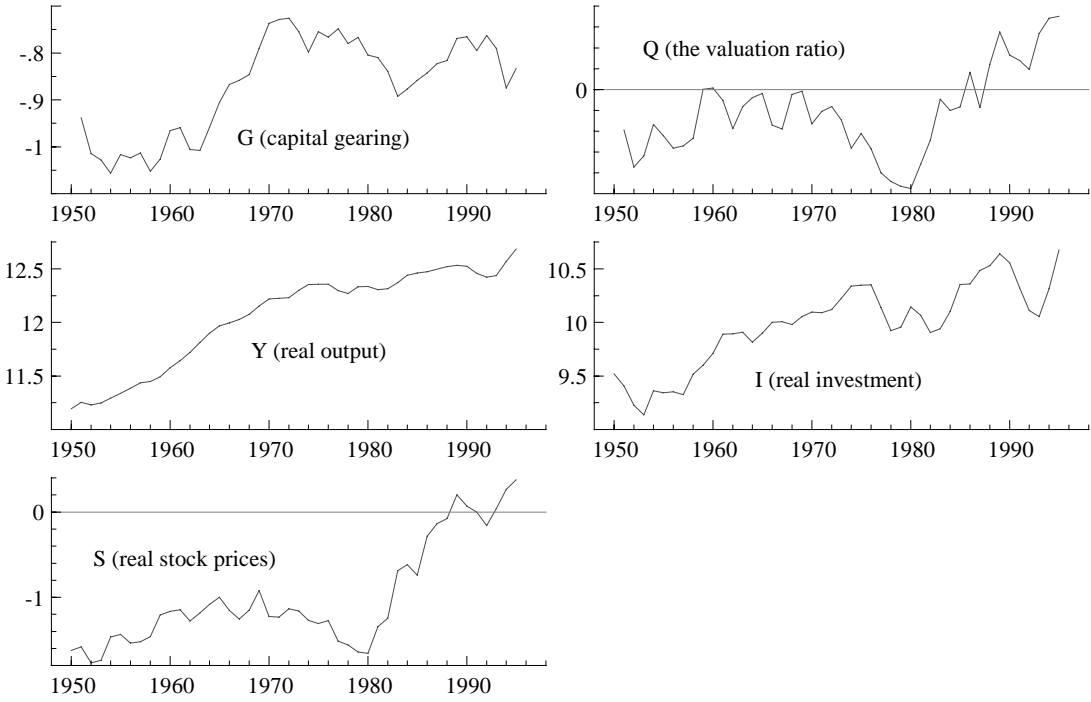 -.8
-.9
-1
G (capital gearing)
1950 1960 1970 1980 1990
Q (the valuation ratio)
0
1950 1960 1970 1980 1990
12.5
12
11.5
Y (real output)
1950 1960 1970 1980 1990
10.5
10
9.5
I (real investment)
1950 1960 1970 1980 1990
0
-1
S (real stock prices)
1950 1960 1970 1980 1990